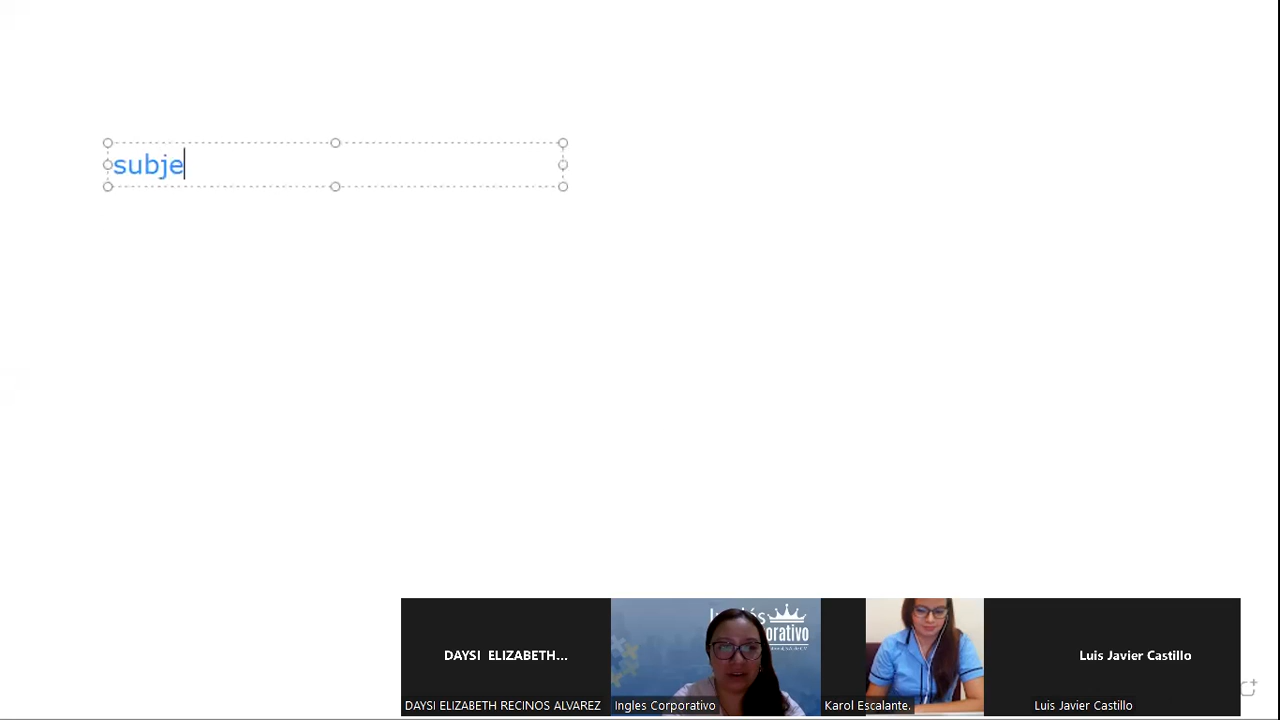 subje
DAYSI ELIZABETH...
Luis Javier Castillo
orativo
DAYSI ELIZABETH RECINOS ALVAREZ
Ingles Corporativo
Karol Escalante.
Luis Javier Castillo